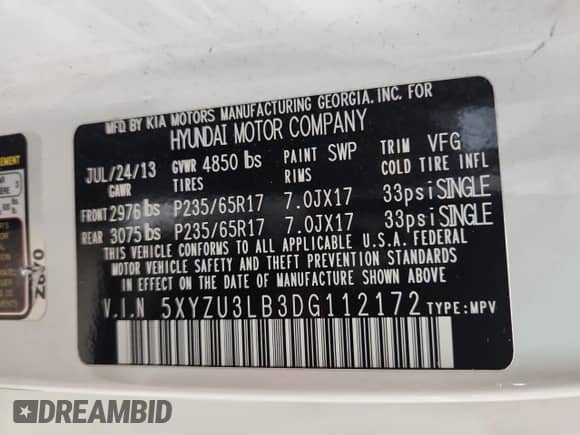 MFD BY KIA MOTORS MANUFACTURING GEORGIA, INC. FOR
HYUNDAI MOTOR COMPANY
JUL/24/13 GVWR 4850 lbs PAINT SWP TRIM VFG
GAWR TIRES RIMS COLD TIRE INFL
FRONT 2976 lbs P235/65R17 7.0JX17 33psi SINGLE
REAR 3075 lbs P235/65R17 7.0JX17 33psi SINGLE
THIS VEHICLE CONFORMS TO ALL APPLICABLE U.S.A. FEDERAL
MOTOR VEHICLE SAFETY AND THEFT PREVENTION STANDARDS
IN EFFECT ON THE DATE OF MANUFACTURE SHOWN ABOVE.
V.I.N 5XYZU3LB3DG112172 TYPE:MPV
DREAMBID